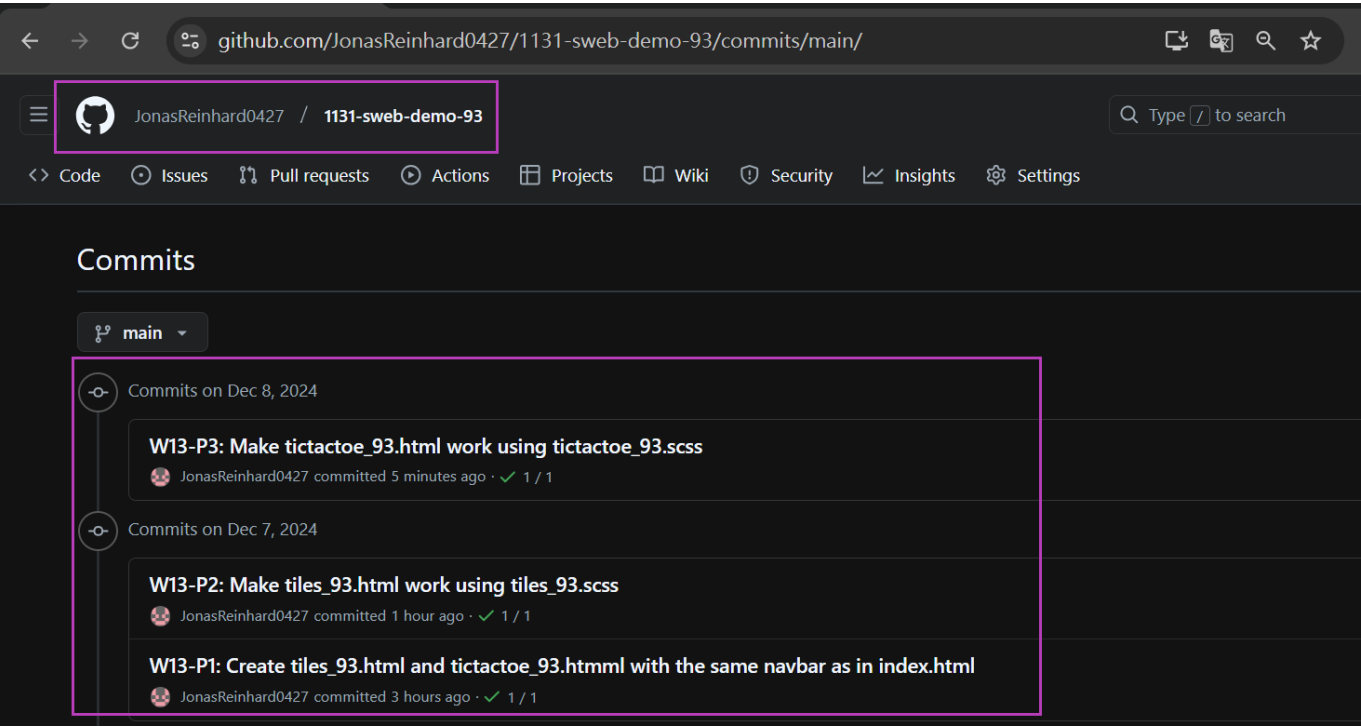 github.com/JonasReinhard0427/1131-sweb-demo-93/commits/main/
JonasReinhard0427 / 1131-sweb-demo-93
Type / to search
Code Issues Pull requests Actions Projects Wiki Security Insights Settings
Commits
main
Commits on Dec 8, 2024
W13-P3: Make tictactoe_93.html work using tictactoe_93.scss
JonasReinhard0427 committed 5 minutes ago · ✓ 1 / 1
Commits on Dec 7, 2024
W13-P2: Make tiles_93.html work using tiles_93.scss
JonasReinhard0427 committed 1 hour ago · ✓ 1 / 1
W13-P1: Create tiles_93.html and tictactoe_93.htmml with the same navbar as in index.html
JonasReinhard0427 committed 3 hours ago · ✓ 1 / 1